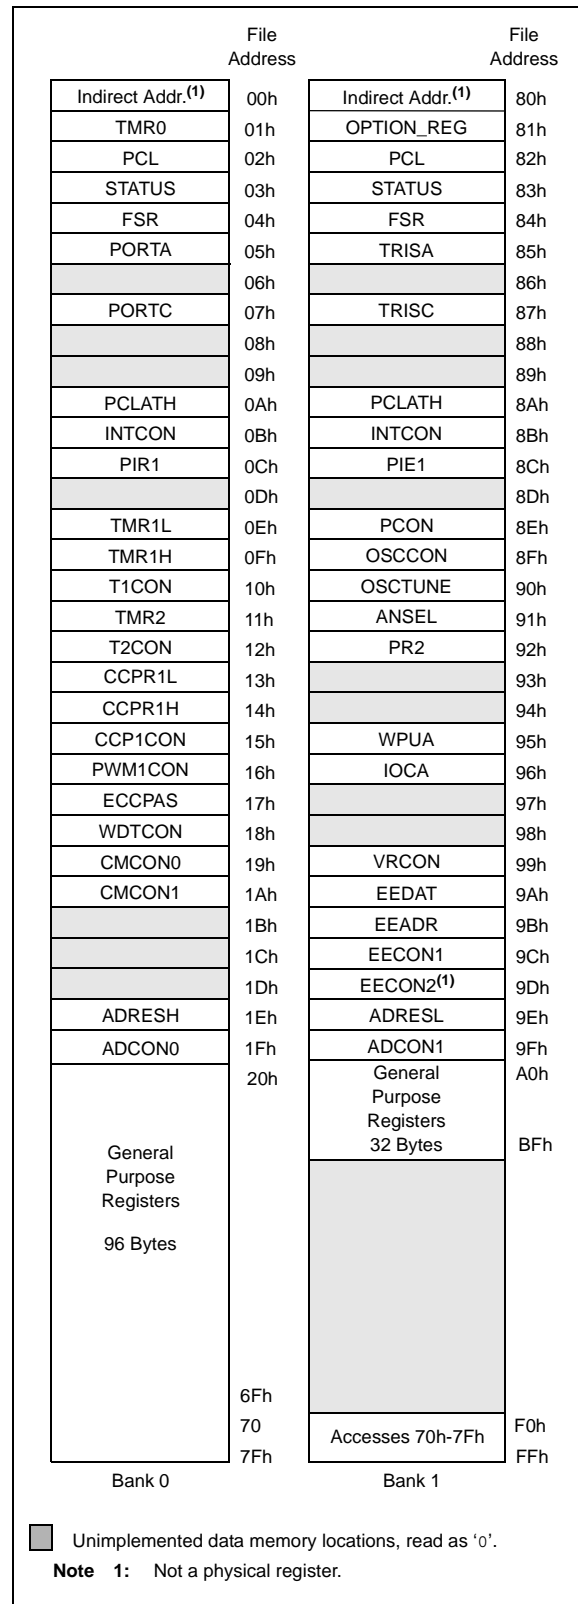 File Address File Address
Indirect Addr.(1) 00h Indirect Addr.(1) 80h
TMR0 01h OPTION_REG 81h
PCL 02h PCL 82h
STATUS 03h STATUS 83h
FSR 04h FSR 84h
PORTA 05h TRISA 85h
06h 86h
PORTC 07h TRISC 87h
08h 88h
09h 89h
PCLATH 0Ah PCLATH 8Ah
INTCON 0Bh INTCON 8Bh
PIR1 0Ch PIE1 8Ch
0Dh 8Dh
TMR1L 0Eh PCON 8Eh
TMR1H 0Fh OSCCON 8Fh
T1CON 10h OSCTUNE 90h
TMR2 11h ANSEL 91h
T2CON 12h PR2 92h
CCPR1L 13h 93h
CCPR1H 14h 94h
CCP1CON 15h WPUA 95h
PWM1CON 16h IOCA 96h
ECCPAS 17h 97h
WDTCON 18h 98h
CMCON0 19h VRCON 99h
CMCON1 1Ah EEDAT 9Ah
1Bh EEADR 9Bh
1Ch EECON1 9Ch
1Dh EECON2(1) 9Dh
ADRESH 1Eh ADRESL 9Eh
ADCON0 1Fh ADCON1 9Fh
20h General A0h
Purpose
Registers
General 32 Bytes BFh
Purpose
Registers
96 Bytes
6Fh
70 Accesses 70h-7Fh F0h
7Fh FFh
Bank 0 Bank 1
Unimplemented data memory locations, read as ‘0’.
Note 1: Not a physical register.